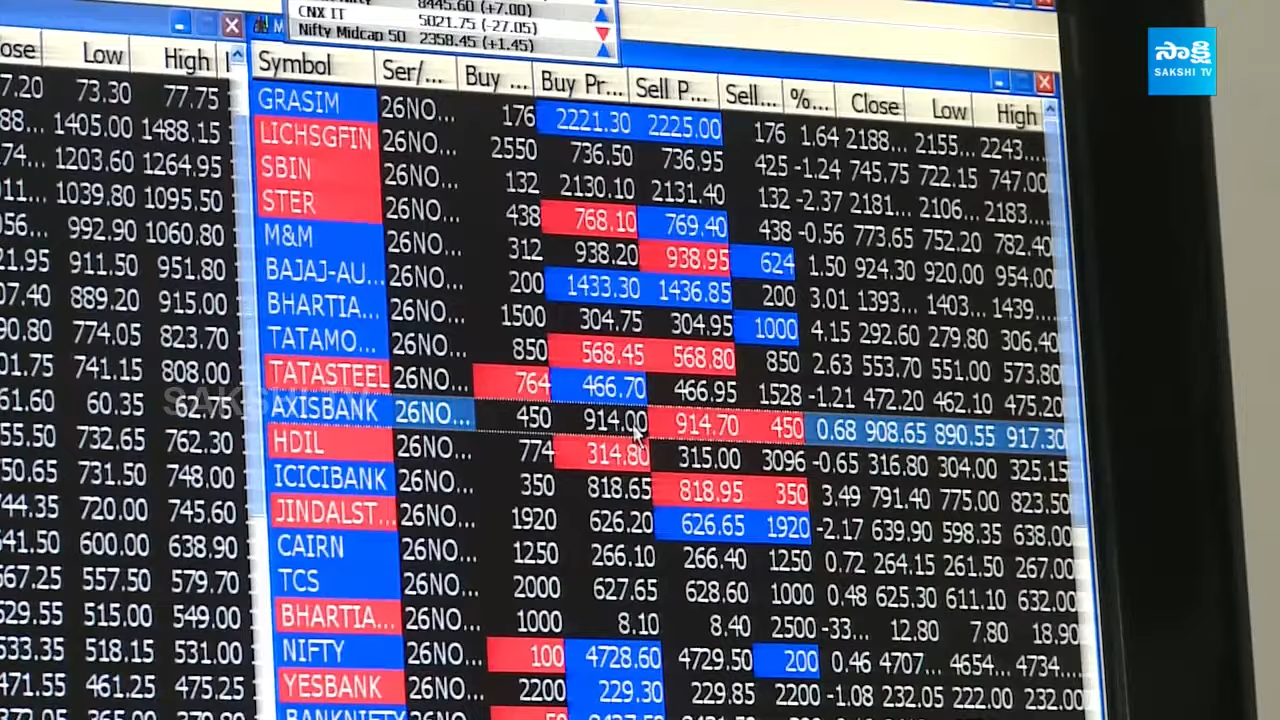 8445.60 (+7.00)
CNX IT 5021.75 (-27.05)
Nifty Midcap 50 2358.45 (+1.45)
సాక్షి
SAKSHI TV
Low High
Symbol Ser/... Buy ... Buy Pr... Sell P... Sell... %... Close Low High
7.20 73.30 77.75
88... 1405.00 1488.15
74... 1203.60 1264.95
11... 1039.80 1095.50
56... 992.90 1060.80
21.95 911.50 951.80
07.40 889.20 915.00
90.80 774.05 823.70
01.75 741.15 808.00
61.60 60.35 62.75
55.50 732.65 762.30
50.65 731.50 748.00
44.35 720.00 745.60
41.50 600.00 638.90
567.25 557.50 579.70
529.55 515.00 549.00
533.35 518.15 531.00
471.55 461.25 475.25
GRASIM 26NO... 176 2221.30 2225.00 176 1.64 2188... 2155... 2243....
LICHSGFIN 26NO... 2550 736.50 736.95 425 -1.24 745.75 722.15 747.00
SBIN 26NO... 132 2130.10 2131.40 132 -2.37 2181... 2106... 2183....
STER 26NO... 438 768.10 769.40 438 -0.56 773.65 752.20 782.40
M&M 26NO... 312 938.20 938.95 624 1.50 924.30 920.00 954.00
BAJAJ-AU... 26NO... 200 1433.30 1436.85 200 3.01 1393... 1403... 1439....
BHARTIA... 26NO... 1500 304.75 304.95 1000 4.15 292.60 279.80 306.40
TATAMO... 26NO... 850 568.45 568.80 850 2.63 553.70 551.00 573.80
TATASTEEL 26NO... 764 466.70 466.95 1528 -1.21 472.20 462.10 475.20
AXISBANK 26NO... 450 914.00 914.70 450 0.68 908.65 890.55 917.30
HDIL 26NO... 774 314.80 315.00 3096 -0.65 316.80 304.00 325.15
ICICIBANK 26NO... 350 818.65 818.95 350 3.49 791.40 775.00 823.50
JINDALST... 26NO... 1920 626.20 626.65 1920 -2.17 639.90 598.35 638.00
CAIRN 26NO... 1250 266.10 266.40 1250 0.72 264.15 261.50 267.00
TCS 26NO... 2000 627.65 628.60 1000 0.48 625.30 611.10 632.00
BHARTIA... 26NO... 1000 8.10 8.40 2500 -33... 12.80 7.80 18.90
NIFTY 26NO... 100 4728.60 4729.50 200 0.46 4707... 4654... 4734....
YESBANK 26NO... 2200 229.30 229.85 2200 -1.08 232.05 222.00 232.00
BANKNIFTY 26NO...